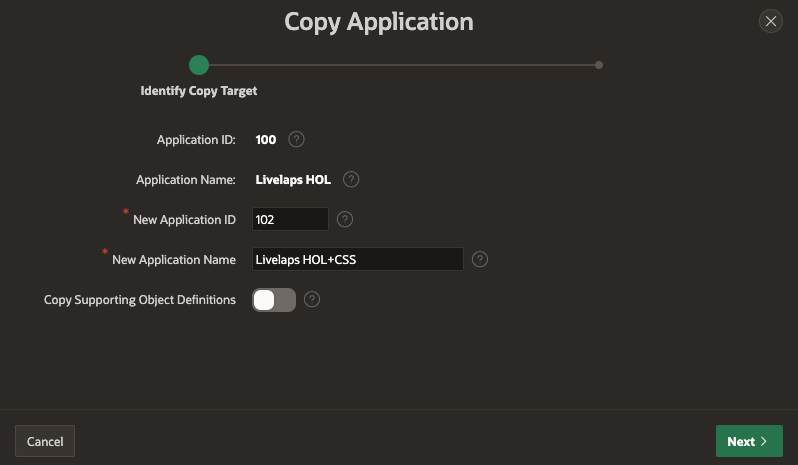 Copy Application
Identify Copy Target
Application ID: 100 ?
Application Name: Livelaps HOL ?
* New Application ID 102 ?
* New Application Name Livelaps HOL+CSS ?
Copy Supporting Object Definitions ?
Cancel Next